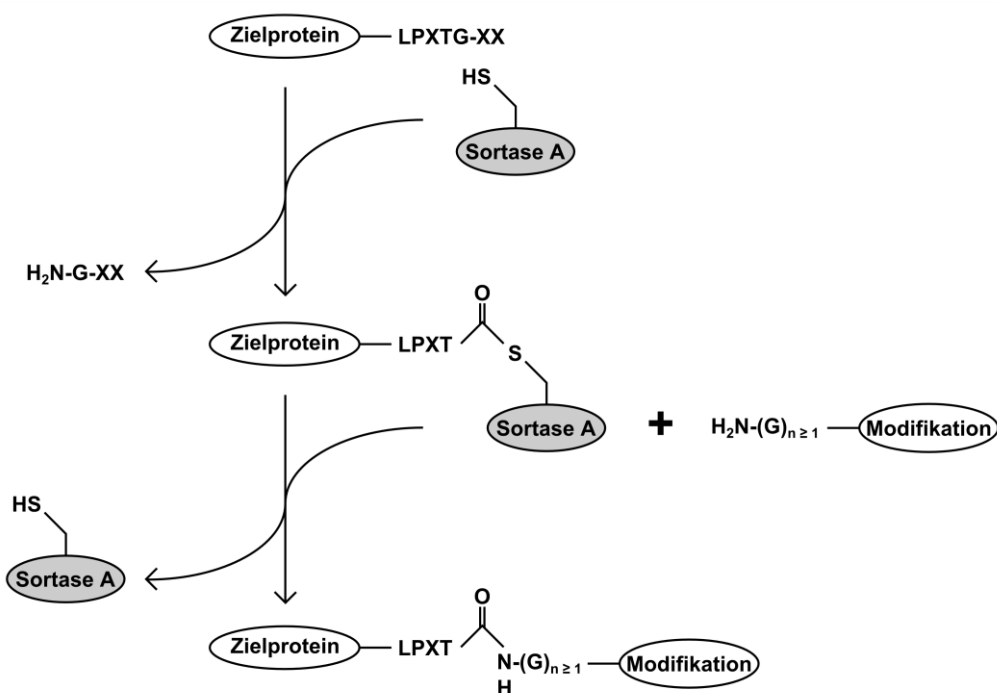 Zielprotein LPXTG-XX
HS
Sortase A
H₂N-G-XX
O
Zielprotein LPXT
S
Sortase A + H₂N-(G)ₙ ≥ ₁ Modifikation
HS
Sortase A
O
Zielprotein LPXT
N-(G)ₙ ≥ ₁ Modifikation
H